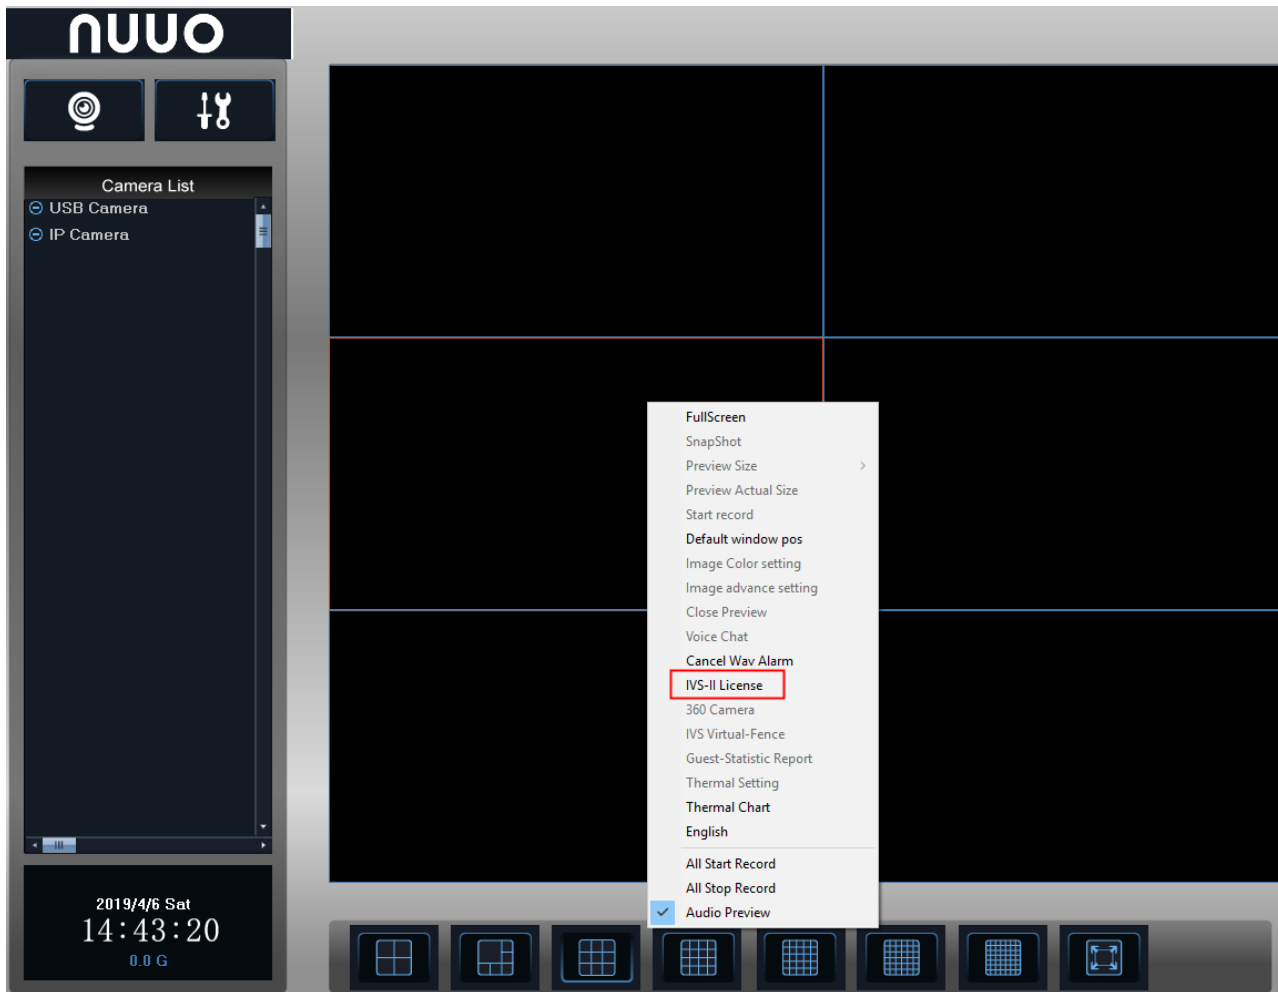 nUUO
Camera List
USB Camera
IP Camera
2019/4/6 Sat
14:43:20
0.0 G
FullScreen
SnapShot
Preview Size
Preview Actual Size
Start record
Default window pos
Image Color setting
Image advance setting
Close Preview
Voice Chat
Cancel Wav Alarm
IVS-II License
360 Camera
IVS Virtual-Fence
Guest-Statistic Report
Thermal Setting
Thermal Chart
English
All Start Record
All Stop Record
Audio Preview